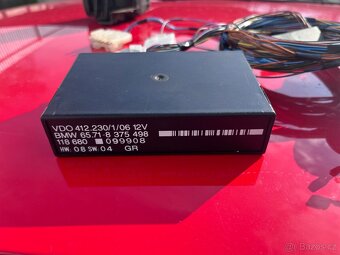 VDO 412.230/1/06 12V
BMW 65.71-8 375 498
118 680 099908
HW. 08 SW. 04 GR
Bazoš.cz